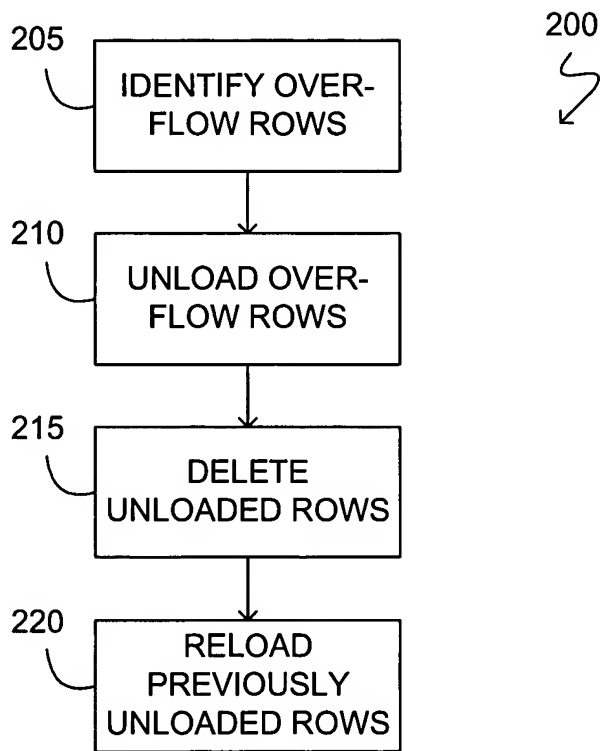 205
200
IDENTIFY OVER-
FLOW ROWS
210
UNLOAD OVER-
FLOW ROWS
215
DELETE
UNLOADED ROWS
220
RELOAD
PREVIOUSLY
UNLOADED ROWS